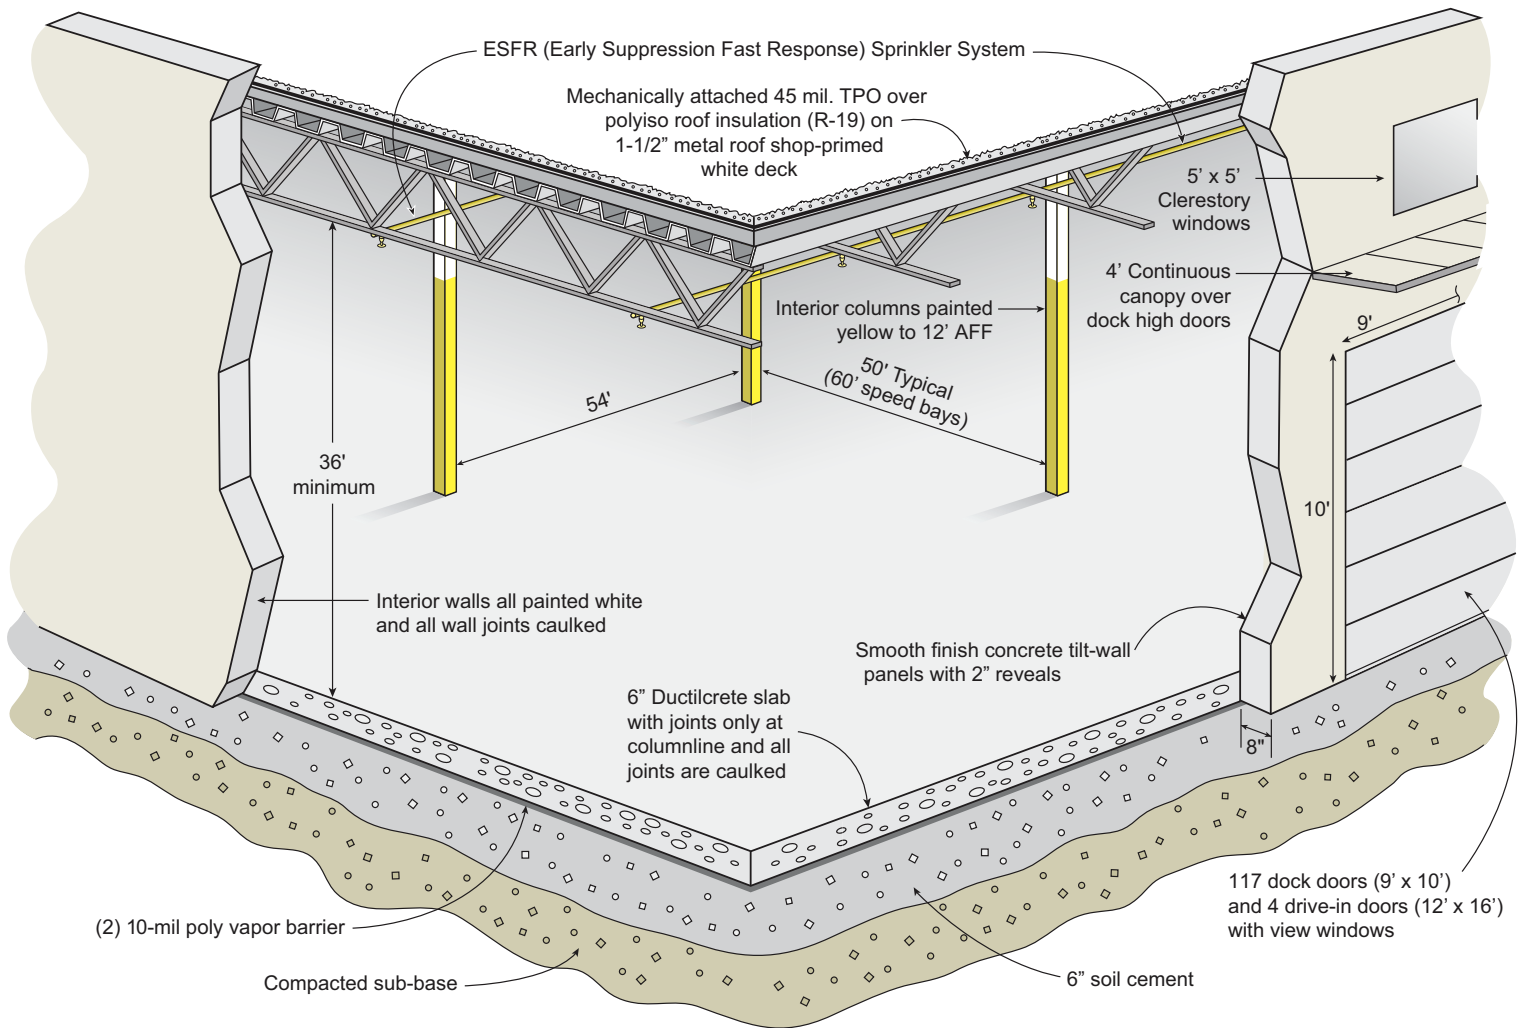 ESFR (Early Suppression Fast Response) Sprinkler System
Mechanically attached 45 mil. TPO over
polyiso roof insulation (R-19) on
1-1/2” metal roof shop-primed
white deck
5’ x 5’
Clerestory
windows
4’ Continuous
canopy over
dock high doors
Interior columns painted
yellow to 12’ AFF
9'
54'
50' Typical
(60’ speed bays)
36'
minimum
10'
Interior walls all painted white
and all wall joints caulked
Smooth finish concrete tilt-wall
panels with 2” reveals
6” Ductilcrete slab
with joints only at
columnline and all
joints are caulked
8"
117 dock doors (9’ x 10’)
and 4 drive-in doors (12’ x 16’)
with view windows
(2) 10-mil poly vapor barrier
Compacted sub-base
6” soil cement